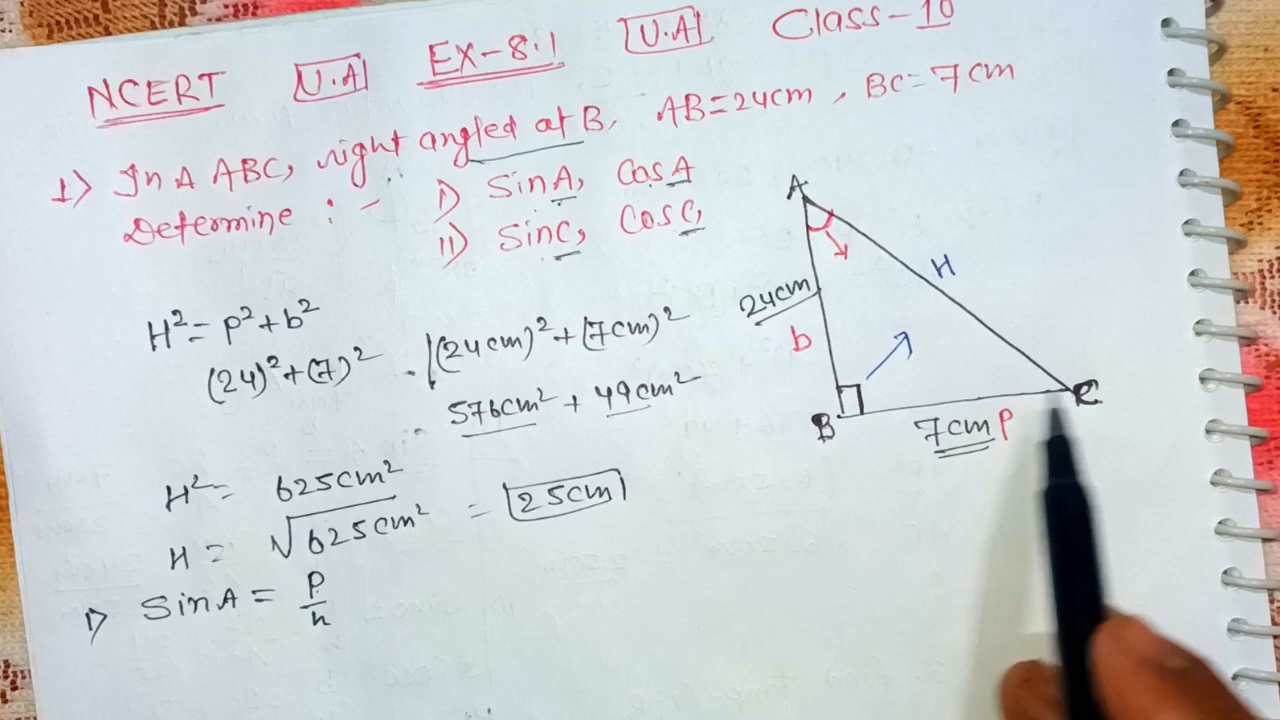 NCERT U.A EX-8.1 U.A Class-10
1) In Δ ABC, right angled at B, AB=24cm, BC=7cm
Determine :- i) SinA, CosA
ii) SinC, CosC,
H²= p²+b²
(24)²+(7)²
(24cm)²+(7cm)²
576cm² + 49cm²
H²= 625cm²
H = √625cm² = 25cm
i) SinA = P/h
A
H
24cm
b
B
7cm P
C